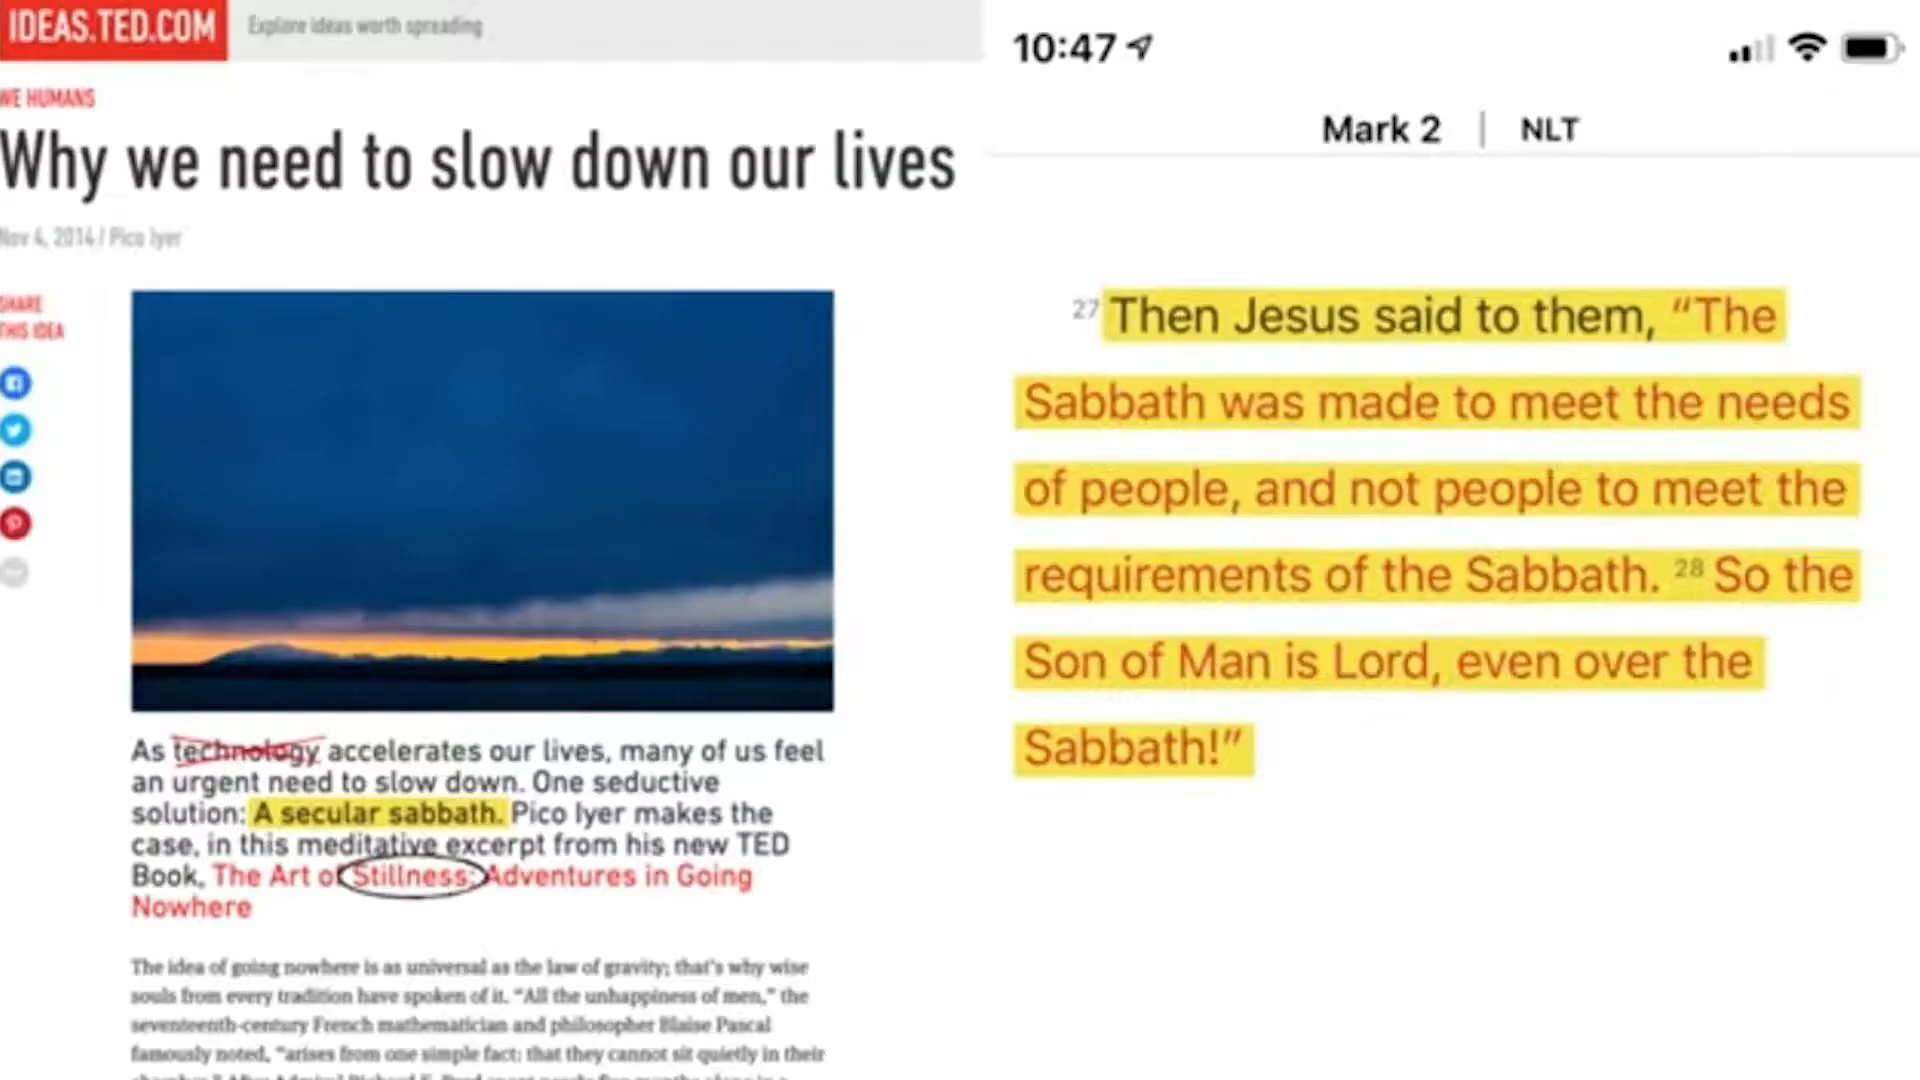 IDEAS.TED.COM
Explore ideas worth spreading
WE HUMANS
Why we need to slow down our lives
Nov 4, 2014 / Pico Iyer
SHARE
THIS IDEA
As technology accelerates our lives, many of us feel
an urgent need to slow down. One seductive
solution: A secular sabbath. Pico Iyer makes the
case, in this meditative excerpt from his new TED
Book, The Art of Stillness: Adventures in Going
Nowhere
The idea of going nowhere is as universal as the law of gravity; that's why wise
souls from every tradition have spoken of it. "All the unhappiness of men," the
seventeenth-century French mathematician and philosopher Blaise Pascal
famously noted, "arises from one simple fact: that they cannot sit quietly in their
10:47
Mark 2 | NLT
27 Then Jesus said to them, “The
Sabbath was made to meet the needs
of people, and not people to meet the
requirements of the Sabbath. 28 So the
Son of Man is Lord, even over the
Sabbath!”